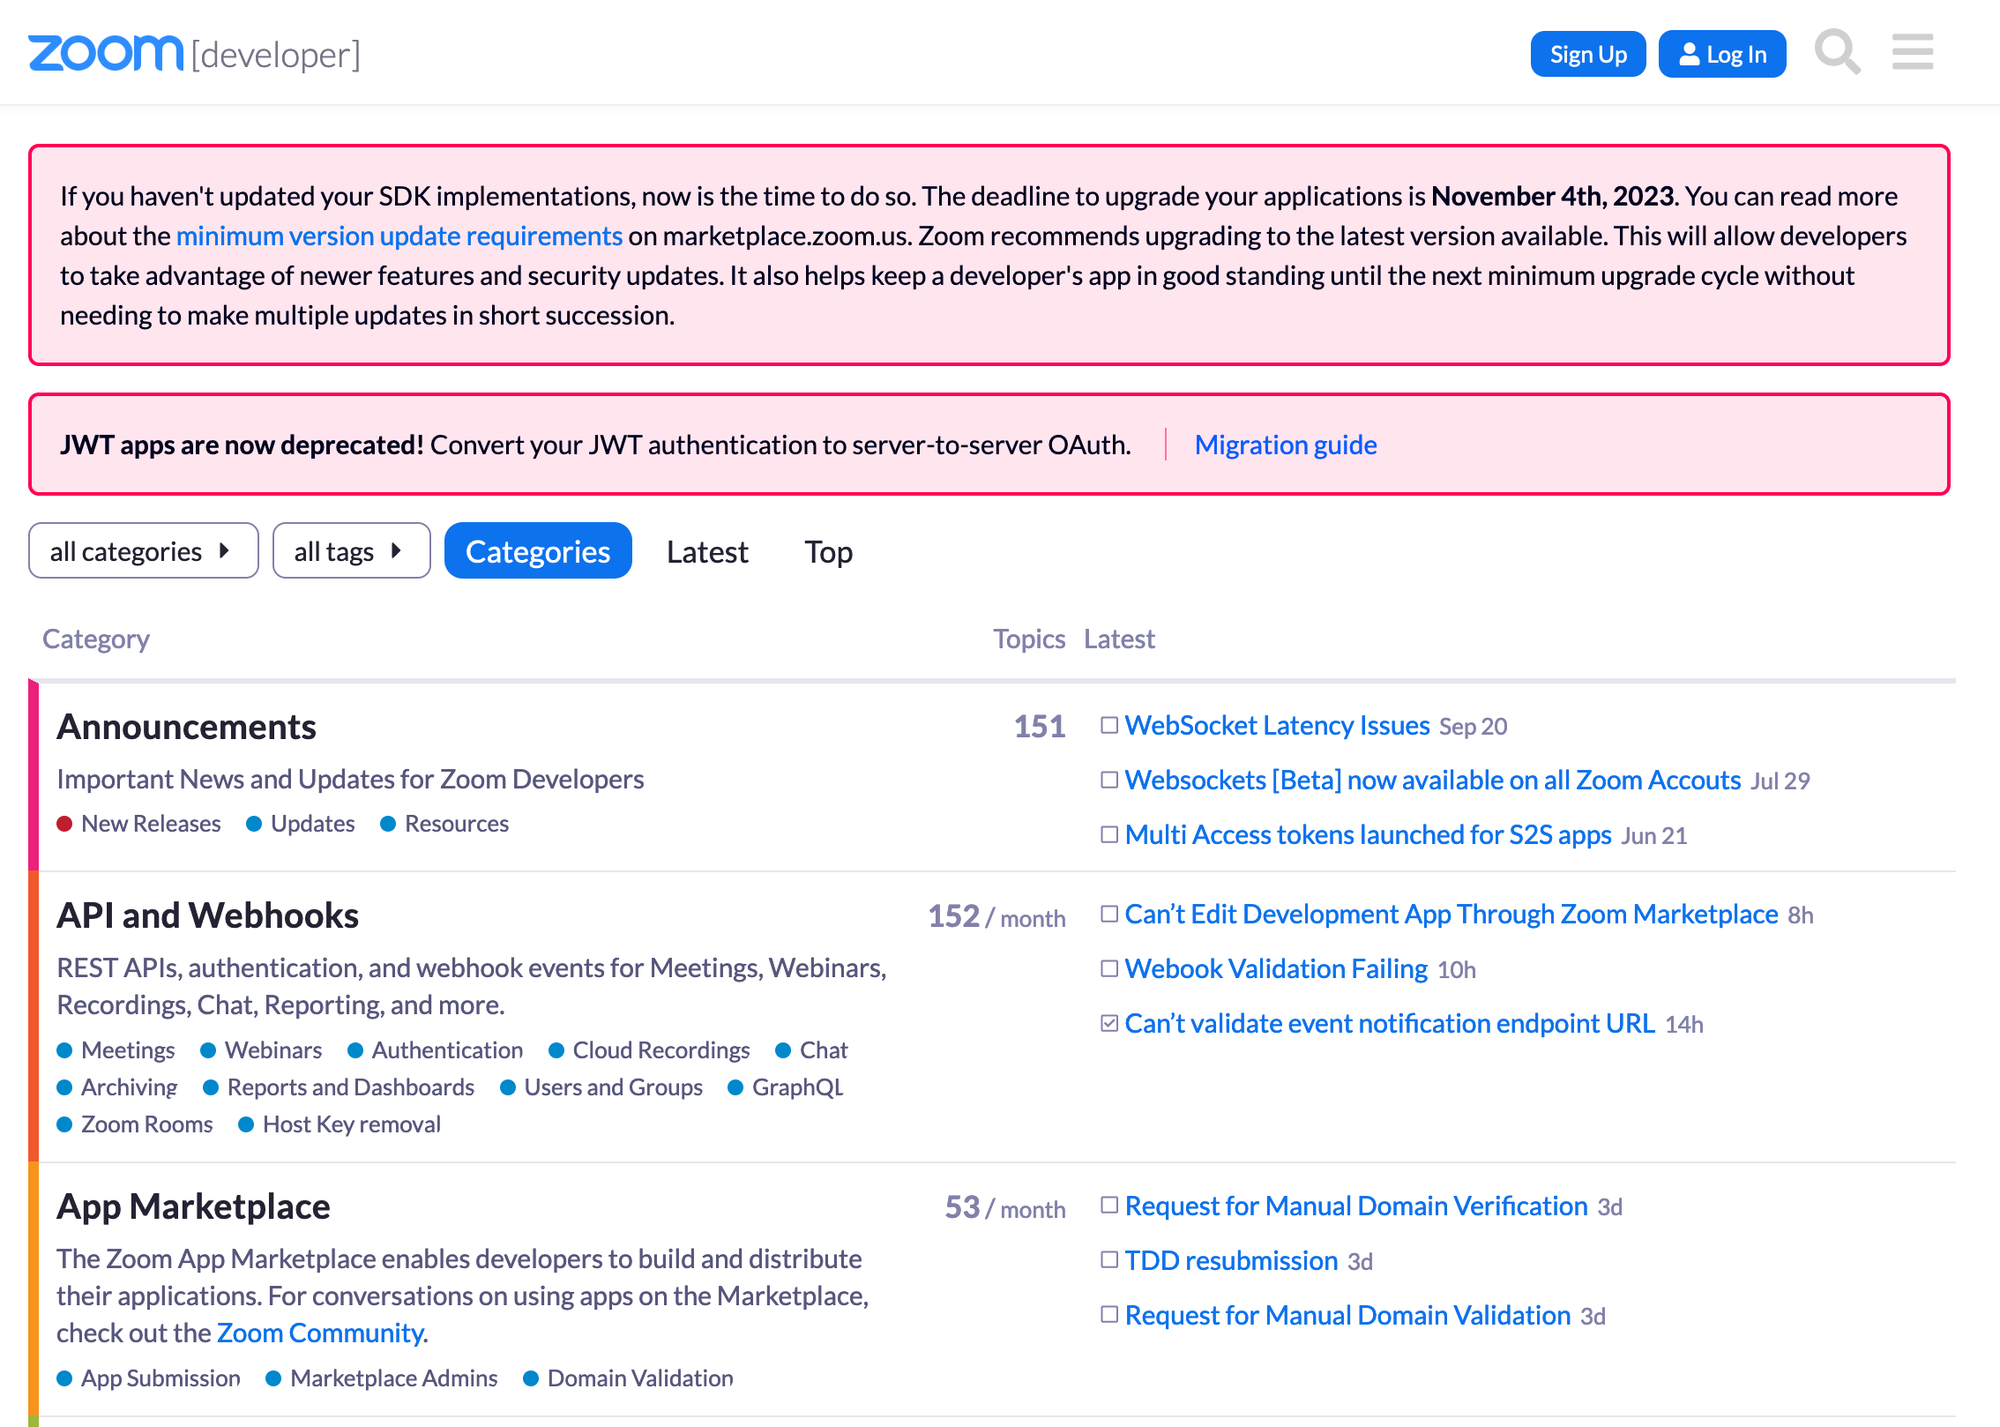 zoom [developer]
Sign Up
Log In
If you haven't updated your SDK implementations, now is the time to do so. The deadline to upgrade your applications is November 4th, 2023. You can read more
about the minimum version update requirements on marketplace.zoom.us. Zoom recommends upgrading to the latest version available. This will allow developers
to take advantage of newer features and security updates. It also helps keep a developer's app in good standing until the next minimum upgrade cycle without
needing to make multiple updates in short succession.
JWT apps are now deprecated! Convert your JWT authentication to server-to-server OAuth. Migration guide
all categories
all tags
Categories
Latest
Top
Category
Topics
Latest
Announcements
151
Important News and Updates for Zoom Developers
New Releases
Updates
Resources
WebSocket Latency Issues Sep 20
Websockets [Beta] now available on all Zoom Accouts Jul 29
Multi Access tokens launched for S2S apps Jun 21
API and Webhooks
152 / month
REST APIs, authentication, and webhook events for Meetings, Webinars,
Recordings, Chat, Reporting, and more.
Meetings
Webinars
Authentication
Cloud Recordings
Chat
Archiving
Reports and Dashboards
Users and Groups
GraphQL
Zoom Rooms
Host Key removal
Can’t Edit Development App Through Zoom Marketplace 8h
Webook Validation Failing 10h
Can’t validate event notification endpoint URL 14h
App Marketplace
53 / month
The Zoom App Marketplace enables developers to build and distribute
their applications. For conversations on using apps on the Marketplace,
check out the Zoom Community.
App Submission
Marketplace Admins
Domain Validation
Request for Manual Domain Verification 3d
TDD resubmission 3d
Request for Manual Domain Validation 3d